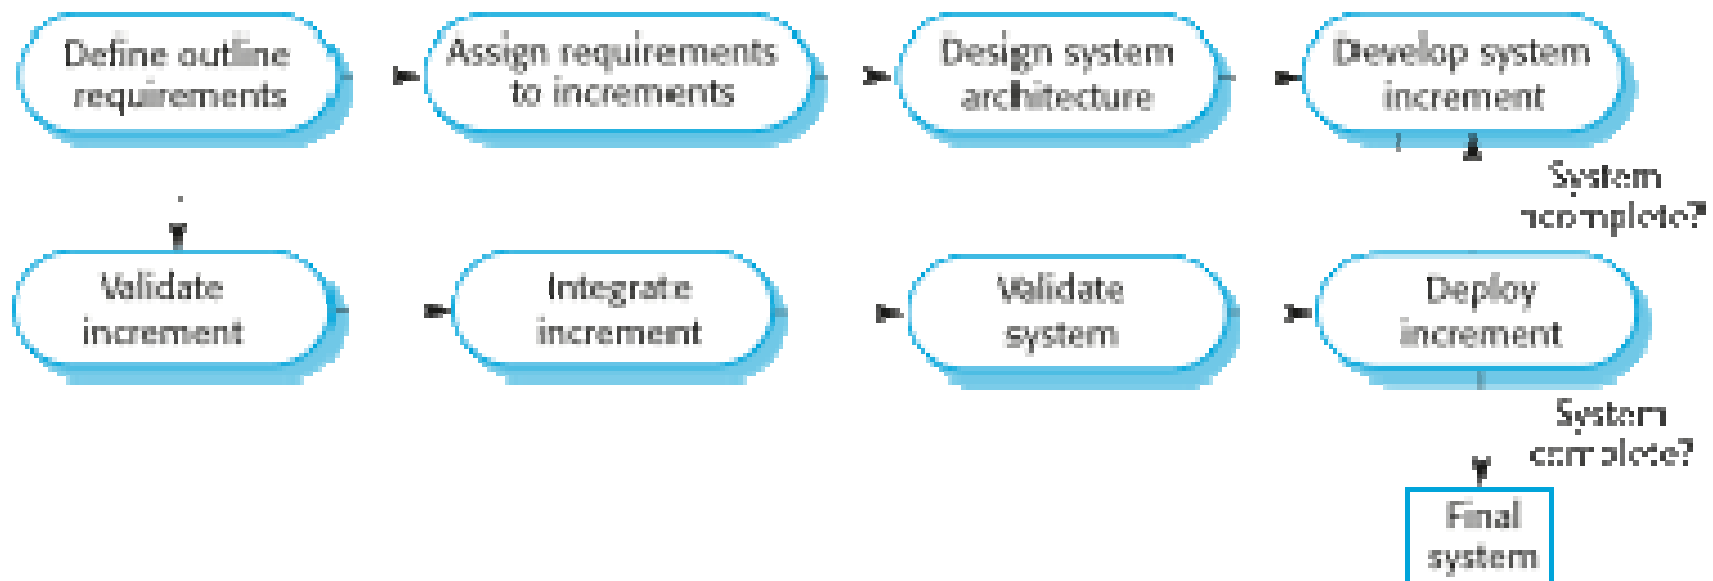 Define outline
requirements
Assign requirements
to increments
Design system
architecture
Develop system
increment
System
incomplete?
Validate
increment
Integrate
increment
Validate
system
Deploy
increment
System
complete?
Final
system